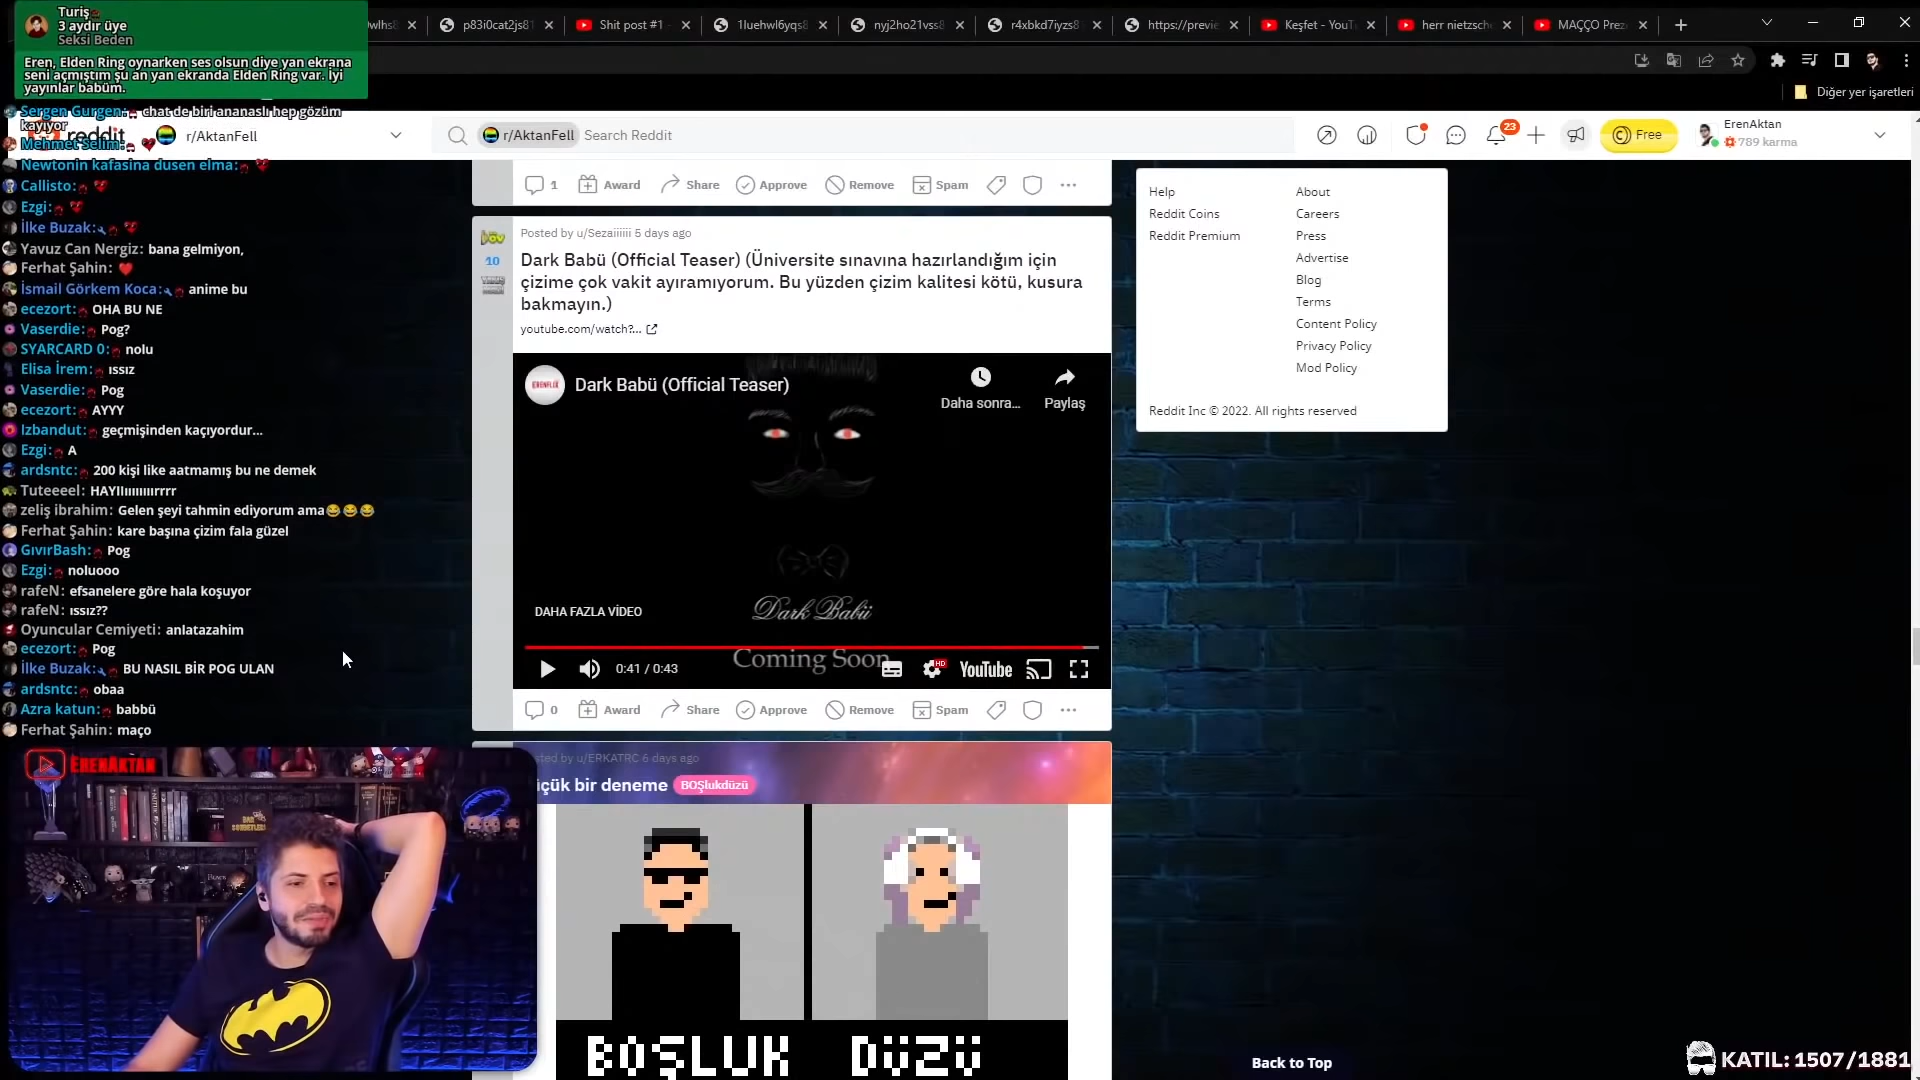 Turiş
3 aydır üye
Seksi Beden
Eren, Elden Ring oynarken ses olsun diye yan ekrana
seni açmıştım şu an yan ekranda Elden Ring var. İyi
yayınlar babüm.
p83i0cat2js81
Shit post #1 -
1luehwl6yqs8
nyj2ho21vss8
r4xbkd7iyzs8
https://previe
Keşfet - YouT
herr nietzsch
MAÇÇO Prez
Diğer yer işaretleri
reddit
r/AktanFell
r/AktanFell
Search Reddit
23
Free
ErenAktan
789 karma
Sergen Gurgen: chat de biri ananaslı hep gözüm
kayıyor
Mehmet Selim:
Newtonin kafasina dusen elma:
Callisto:
Ezgi:
İlke Buzak:
Yavuz Can Nergiz: bana gelmiyon,
Ferhat Şahin:
İsmail Görkem Koca: anime bu
ecezort: OHA BU NE
Vaserdie: Pog?
SYARCARD 0: nolu
Elisa İrem: ıssız
Vaserdie: Pog
ecezort: AYYY
Izbandut: geçmişinden kaçıyordur...
Ezgi: A
ardsntc: 200 kişi like aatmamış bu ne demek
Tuteeeel: HAYIIıııııııırrrr
zeliş ibrahim: Gelen şeyi tahmin ediyorum ama😂😂😂
Ferhat Şahin: kare başına çizim fala güzel
GıvırBash: Pog
Ezgi: noluooo
rafeN: efsanelere göre hala koşuyor
rafeN: ıssız??
Oyuncular Cemiyeti: anlatazahim
ecezort: Pog
İlke Buzak: BU NASIL BİR POG ULAN
ardsntc: obaa
Azra katun: babbü
Ferhat Şahin: maço
1
Award
Share
Approve
Remove
Spam
10
Posted by u/Sezaiiiiii 5 days ago
Dark Babü (Official Teaser) (Üniversite sınavına hazırlandığım için
çizime çok vakit ayıramıyorum. Bu yüzden çizim kalitesi kötü, kusura
bakmayın.)
youtube.com/watch?...
Dark Babü (Official Teaser)
Daha sonra...
Paylaş
DAHA FAZLA VİDEO
Dark Babü
Coming Soon
0:41 / 0:43
HD
YouTube
0
Award
Share
Approve
Remove
Spam
sted by u/ERKATRC 6 days ago
içük bir deneme
BOŞlukdüzü
BOŞLUK
DÜZÜ
Help
Reddit Coins
Reddit Premium
About
Careers
Press
Advertise
Blog
Terms
Content Policy
Privacy Policy
Mod Policy
Reddit Inc © 2022. All rights reserved
Back to Top
ERENAKTAN
KATIL: 1507/1881